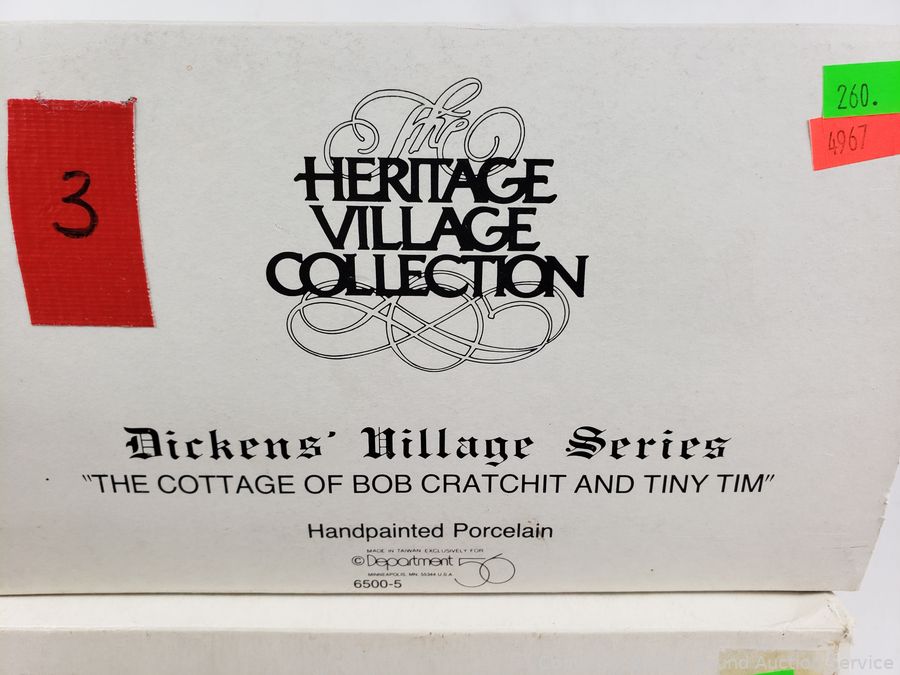 260.
4967
3
The
HERITAGE
VILLAGE
COLLECTION
Dickens' Village Series
"THE COTTAGE OF BOB CRATCHIT AND TINY TIM"
Handpainted Porcelain
MADE IN TAIWAN EXCLUSIVELY FOR
© Department 56
MINNEAPOLIS, MN. 55344 U.S.A.
6500-5
Auction Service